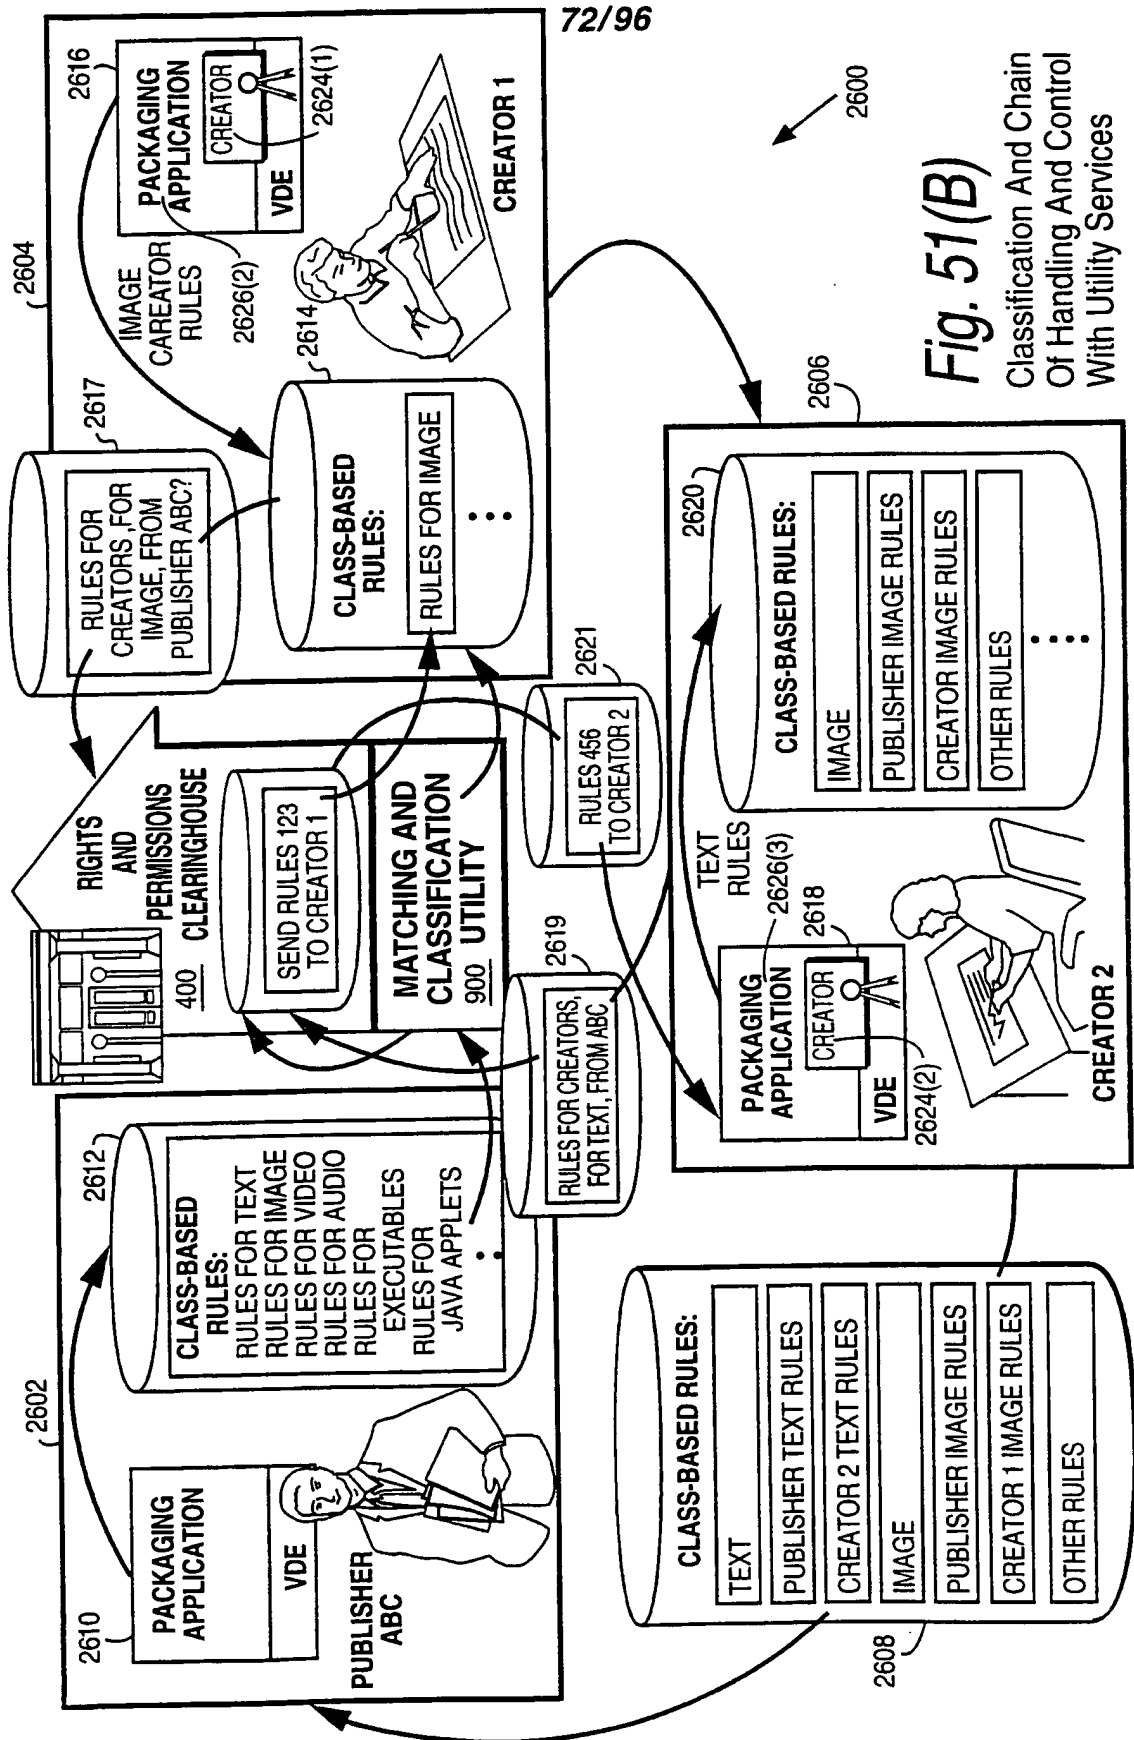 72/96
2602
2610
PACKAGING
APPLICATION
VDE
PUBLISHER
ABC
2612
CLASS-BASED
RULES:
RULES FOR TEXT
RULES FOR IMAGE
RULES FOR VIDEO
RULES FOR AUDIO
RULES FOR
EXECUTABLES
RULES FOR
JAVA APPLETS
RIGHTS
AND
PERMISSIONS
CLEARINGHOUSE
400
SEND RULES 123
TO CREATOR 1
MATCHING AND
CLASSIFICATION
900 UTILITY
2617
RULES FOR
CREATORS ,FOR
IMAGE, FROM
PUBLISHER ABC?
2604
2616
PACKAGING
APPLICATION
CREATOR
VDE
2624(1)
IMAGE
CAREATOR
RULES
2626(2)
2614
CLASS-BASED
RULES:
RULES FOR IMAGE
CREATOR 1
2619
RULES FOR CREATORS,
FOR TEXT, FROM ABC
2621
RULES 456
TO CREATOR 2
2608
CLASS-BASED RULES:
TEXT
PUBLISHER TEXT RULES
CREATOR 2 TEXT RULES
IMAGE
PUBLISHER IMAGE RULES
CREATOR 1 IMAGE RULES
OTHER RULES
2606
PACKAGING
APPLICATION
CREATOR
VDE
2624(2)
TEXT
RULES
2626(3)
2618
CREATOR 2
2620
CLASS-BASED RULES:
IMAGE
PUBLISHER IMAGE RULES
CREATOR IMAGE RULES
OTHER RULES
2600
Fig. 51(B)
Classification And Chain
Of Handling And Control
With Utility Services